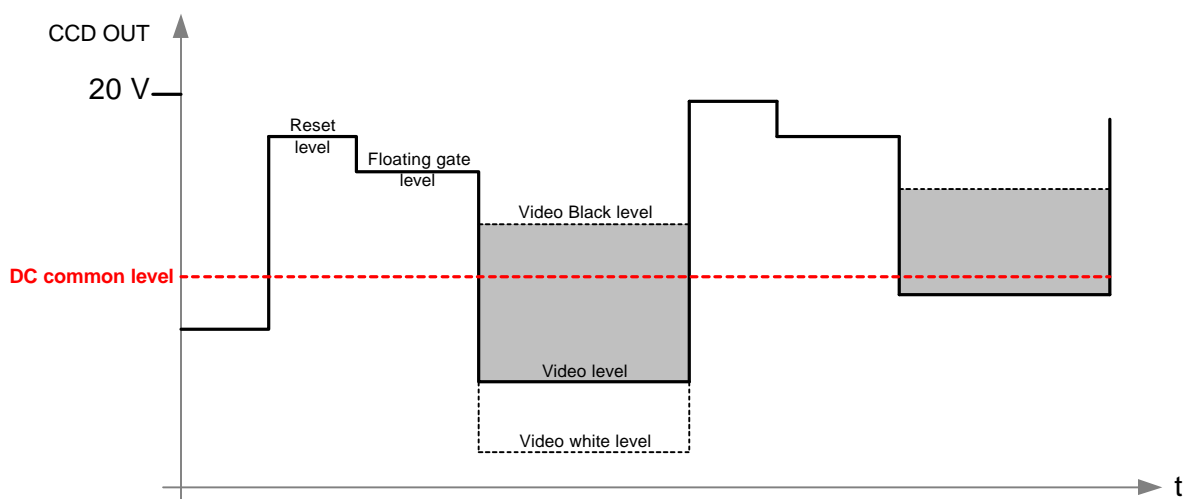 CCD OUT
20 V
Reset
level
Floating gate
level
Video Black level
DC common level
Video level
Video white level
t